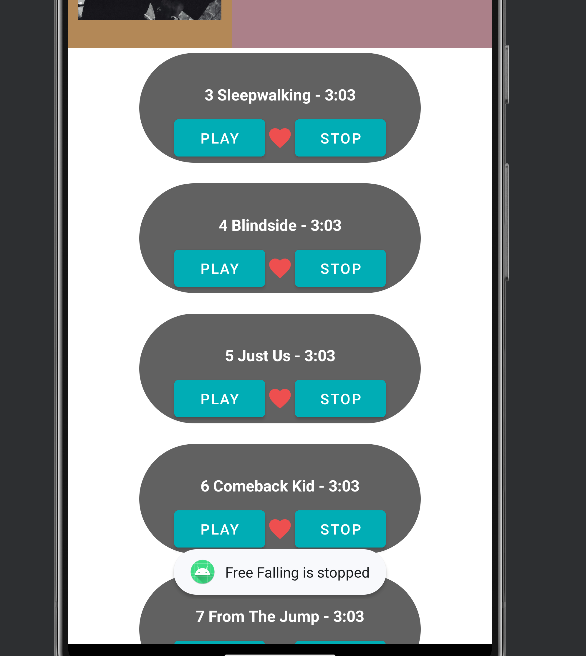 3 Sleepwalking - 3:03
PLAY STOP
4 Blindside - 3:03
PLAY STOP
5 Just Us - 3:03
PLAY STOP
6 Comeback Kid - 3:03
PLAY STOP
Free Falling is stopped
7 From The Jump - 3:03